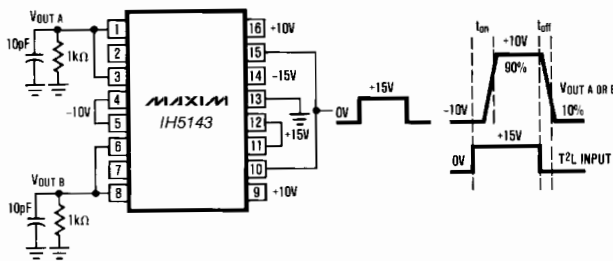 VOUT A
10pF
1kΩ
-10V
VOUT B
10pF
1kΩ
1
2
3
4
5
6
7
8
MAXIM
IH5143
16
15
14
13
12
11
10
9
+10V
-15V
+15V
+10V
0V
+15V
ton
toff
+10V
90%
-10V
VOUT A OR B
10%
+15V
0V
T²L INPUT